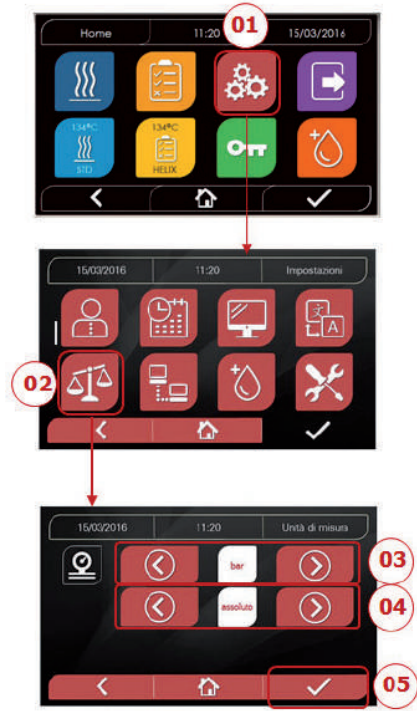 01
Home 11:20 15/03/2016
134°C 134°C
STD HELIX
15/03/2016 11:20 Impostazioni
文 A
02
15/03/2016 11:20 Unità di misura
bar
03
assoluto
04
05